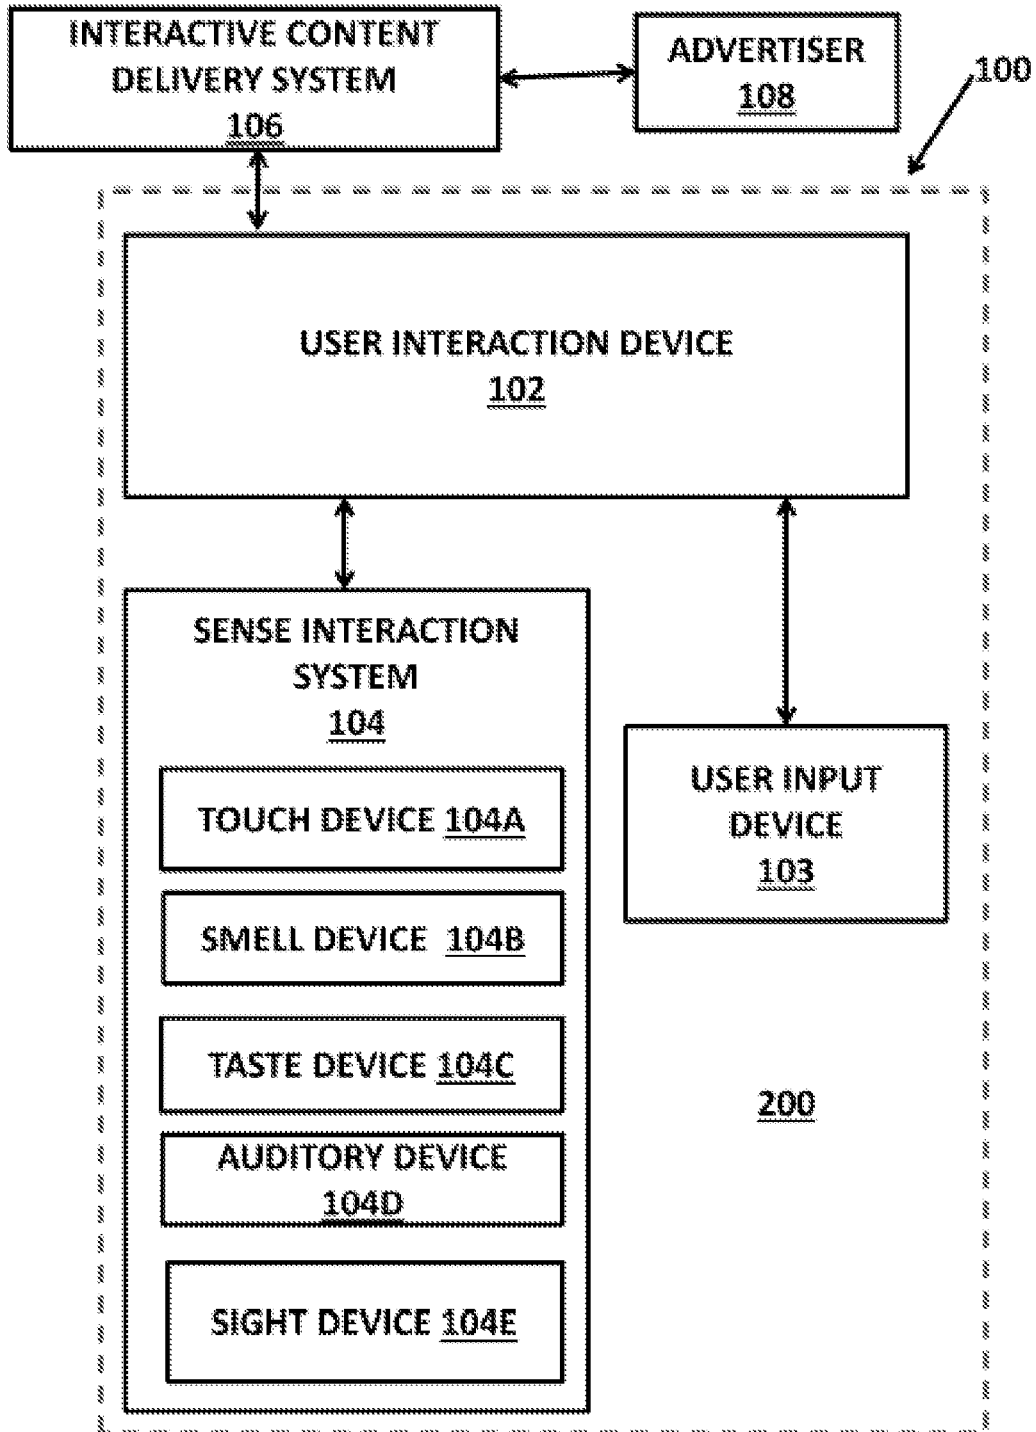 INTERACTIVE CONTENT
DELIVERY SYSTEM
106
ADVERTISER
108
100
USER INTERACTION DEVICE
102
SENSE INTERACTION
SYSTEM
104
TOUCH DEVICE 104A
SMELL DEVICE 104B
TASTE DEVICE 104C
AUDITORY DEVICE
104D
SIGHT DEVICE 104E
USER INPUT
DEVICE
103
200